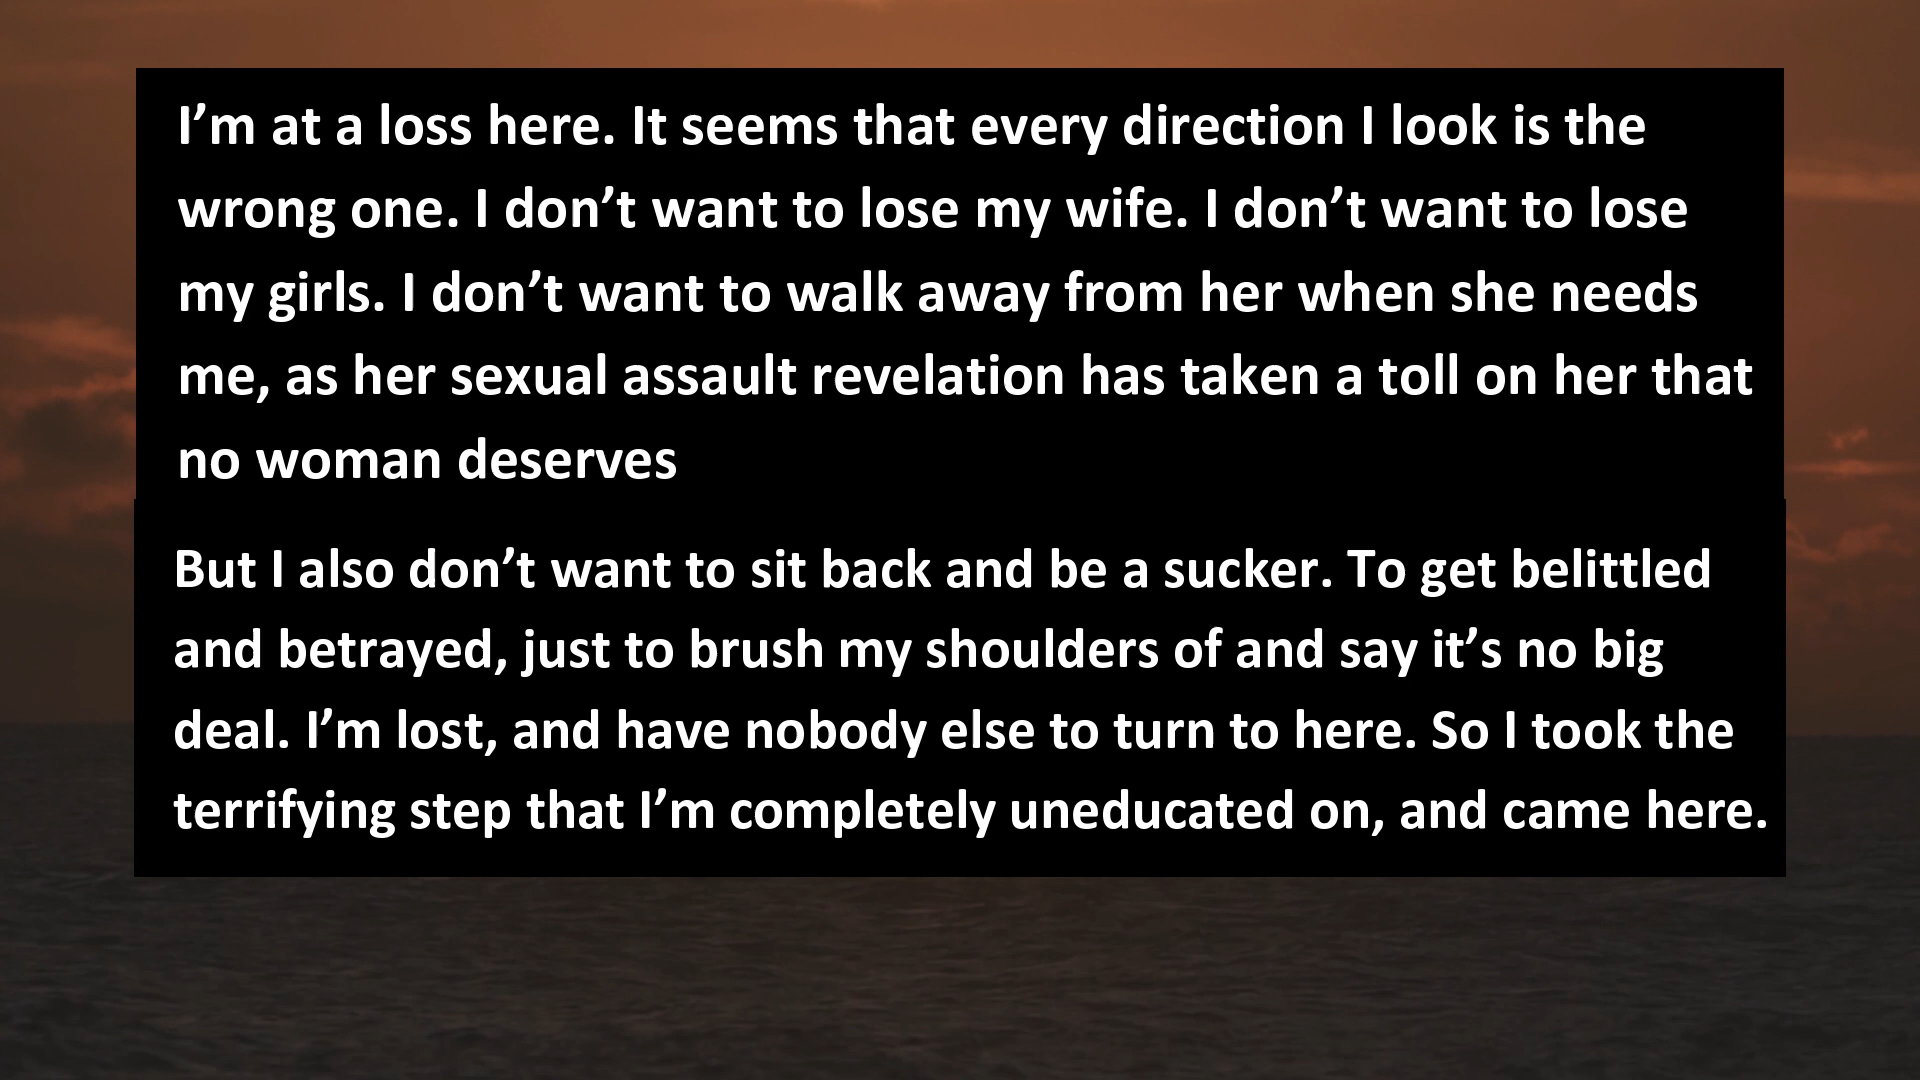 I’m at a loss here. It seems that every direction I look is the
wrong one. I don’t want to lose my wife. I don’t want to lose
my girls. I don’t want to walk away from her when she needs
me, as her sexual assault revelation has taken a toll on her that
no woman deserves
But I also don’t want to sit back and be a sucker. To get belittled
and betrayed, just to brush my shoulders of and say it’s no big
deal. I’m lost, and have nobody else to turn to here. So I took the
terrifying step that I’m completely uneducated on, and came here.